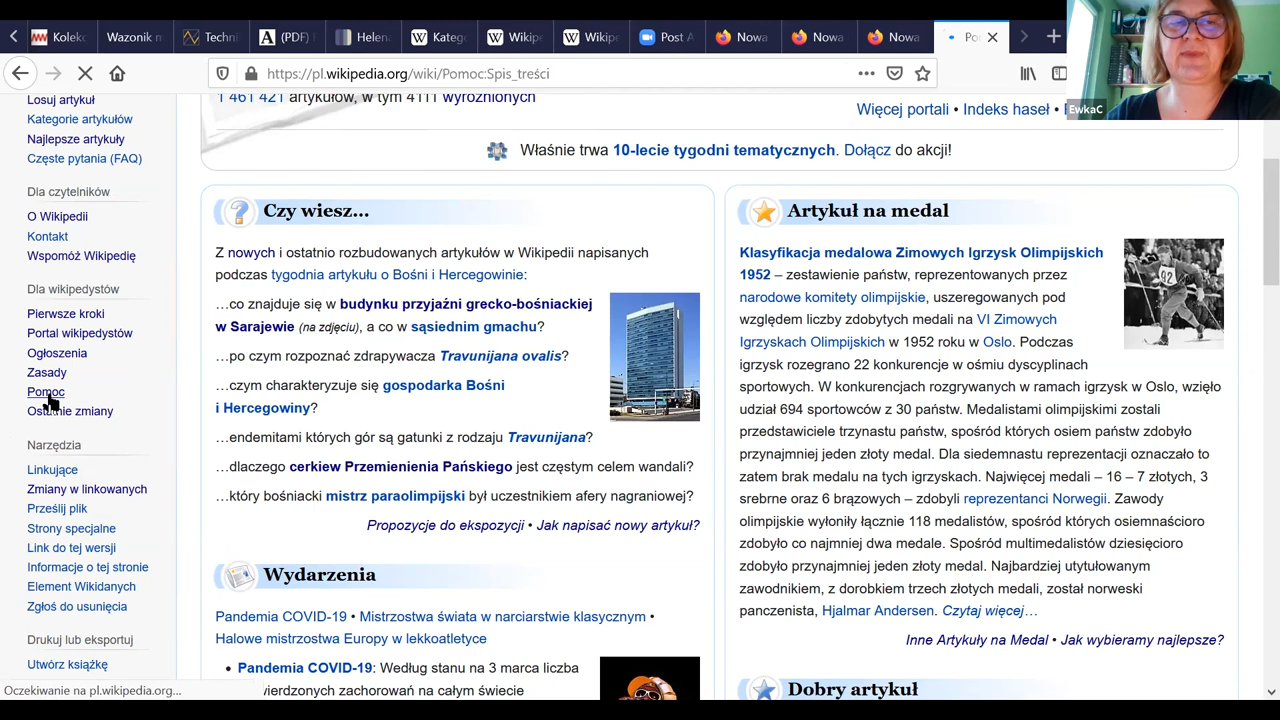 Kolek
Wazonik n
Techni
(PDF)
Helena
Kateg
Wikipe
Wikipe
Post A
Nowa
Nowa
Nowa
Po
https://pl.wikipedia.org/wiki/Pomoc:Spis_treści
EwkaC
Losuj artykuł
Kategorie artykułów
Najlepsze artykuły
Częste pytania (FAQ)
Dla czytelników
O Wikipedii
Kontakt
Wspomóż Wikipedię
Dla wikipedystów
Pierwsze kroki
Portal wikipedystów
Ogłoszenia
Zasady
Pomoc
Ostatnie zmiany
Narzędzia
Linkujące
Zmiany w linkowanych
Prześlij plik
Strony specjalne
Link do tej wersji
Informacje o tej stronie
Element Wikidanych
Zgłoś do usunięcia
Drukuj lub eksportuj
Utwórz książkę
Oczekiwanie na pl.wikipedia.org...
1 461 421 artykułów, w tym 4111 wyróżnionych
Więcej portali • Indeks haseł •
Właśnie trwa 10-lecie tygodni tematycznych. Dołącz do akcji!
Czy wiesz...
Z nowych i ostatnio rozbudowanych artykułów w Wikipedii napisanych
podczas tygodnia artykułu o Bośni i Hercegowinie:
…co znajduje się w budynku przyjaźni grecko-bośniackiej
w Sarajewie (na zdjęciu), a co w sąsiednim gmachu?
…po czym rozpoznać zdrapywacza Travunijana ovalis?
…czym charakteryzuje się gospodarka Bośni
i Hercegowiny?
…endemitami których gór są gatunki z rodzaju Travunijana?
…dlaczego cerkiew Przemienienia Pańskiego jest częstym celem wandali?
…który bośniacki mistrz paraolimpijski był uczestnikiem afery nagraniowej?
Propozycje do ekspozycji • Jak napisać nowy artykuł?
Wydarzenia
Pandemia COVID-19 • Mistrzostwa świata w narciarstwie klasycznym •
Halowe mistrzostwa Europy w lekkoatletyce
• Pandemia COVID-19: Według stanu na 3 marca liczba
wierdzonych zachorowań na całym świecie
Artykuł na medal
Klasyfikacja medalowa Zimowych Igrzysk Olimpijskich
1952 – zestawienie państw, reprezentowanych przez
narodowe komitety olimpijskie, uszeregowanych pod
względem liczby zdobytych medali na VI Zimowych
Igrzyskach Olimpijskich w 1952 roku w Oslo. Podczas
igrzysk rozegrano 22 konkurencje w ośmiu dyscyplinach
sportowych. W konkurencjach rozgrywanych w ramach igrzysk w Oslo, wzięło
udział 694 sportowców z 30 państw. Medalistami olimpijskimi zostali
przedstawiciele trzynastu państw, spośród których osiem państw zdobyło
przynajmniej jeden złoty medal. Dla siedemnastu reprezentacji oznaczało to
zatem brak medalu na tych igrzyskach. Najwięcej medali – 16 – 7 złotych, 3
srebrne oraz 6 brązowych – zdobyli reprezentanci Norwegii. Zawody
olimpijskie wyłoniły łącznie 118 medalistów, spośród których osiemnaścioro
zdobyło co najmniej dwa medale. Spośród multimedalistów dziesięcioro
zdobyło przynajmniej jeden złoty medal. Najbardziej utytułowanym
zawodnikiem, z dorobkiem trzech złotych medali, został norweski
panczenista, Hjalmar Andersen. Czytaj więcej…
Inne Artykuły na Medal • Jak wybieramy najlepsze?
Dobry artykuł